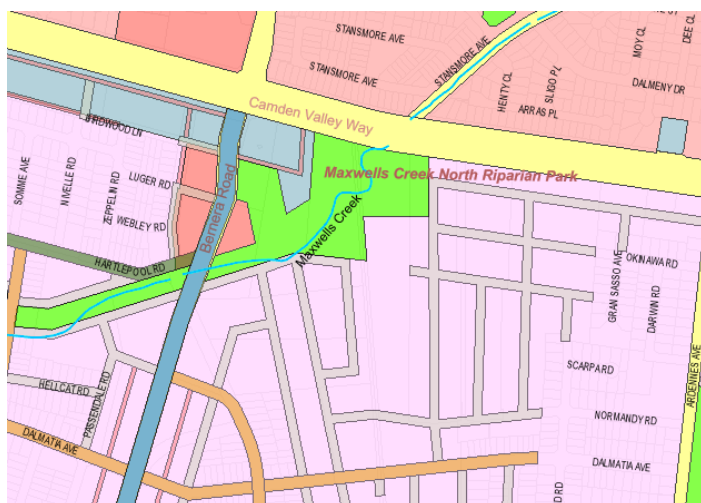 STANSMORE AVE
STANSMORE AVE
STANSMORE AVE
MOY CL
DEE CL
HENTY CL
SLIGO PL
DALMENY DR
ARRAS PL
Camden Valley Way
BIRDWOOD LN
Maxwells Creek North Riparian Park
SOMME AVE
NIVELLE RD
ZEPPELIN RD
LUGER RD
WEBLEY RD
Bernera Road
Maxwells Creek
HARTLEPOOL RD
GRAN SASSO AVE
OKINAWA RD
DARWIN RD
ARDENNES AVE
SCARPA RD
HELLCAT RD
PASSENDALE RD
NORMANDY RD
DALMATIA AVE
DALMATIA AVE
RD